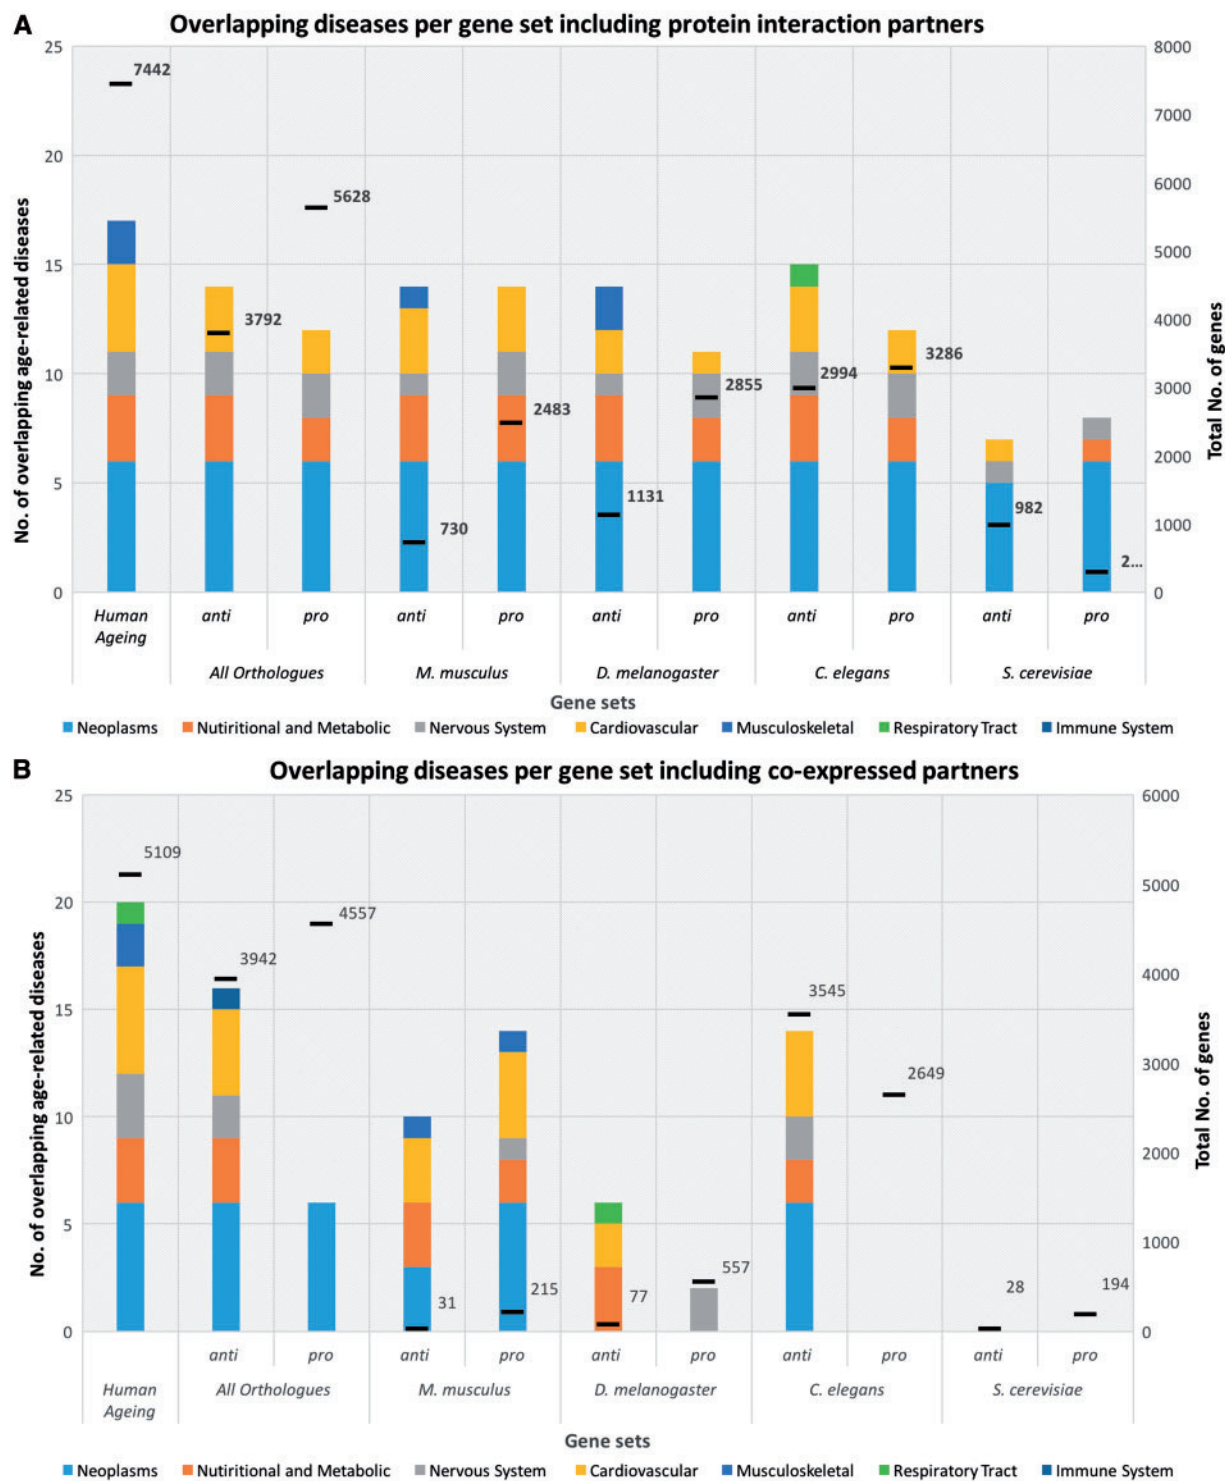 A
Overlapping diseases per gene set including protein interaction partners
No. of overlapping age-related diseases
25
20
15
10
5
0
Total No. of genes
8000
7000
6000
5000
4000
3000
2000
1000
0
7442
3792
5628
730
2483
1131
2855
2994
3286
982
2...
Human Ageing
anti
pro
anti
pro
anti
pro
anti
pro
anti
pro
All Orthologues
M. musculus
D. melanogaster
C. elegans
S. cerevisiae
Gene sets
Neoplasms
Nutiritional and Metabolic
Nervous System
Cardiovascular
Musculoskeletal
Respiratory Tract
Immune System
B
Overlapping diseases per gene set including co-expressed partners
No. of overlapping age-related diseases
25
20
15
10
5
0
Total No. of genes
6000
5000
4000
3000
2000
1000
0
5109
3942
4557
31
215
77
557
3545
2649
28
194
anti
pro
anti
pro
anti
pro
anti
pro
anti
pro
Human Ageing
All Orthologues
M. musculus
D. melanogaster
C. elegans
S. cerevisiae
Gene sets
Neoplasms
Nutiritional and Metabolic
Nervous System
Cardiovascular
Musculoskeletal
Respiratory Tract
Immune System